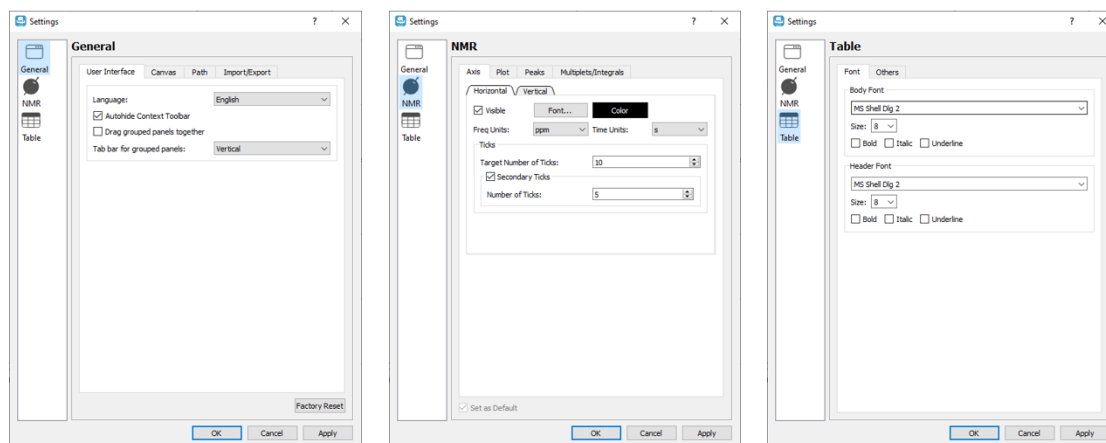 Settings ? ×
General
General
NMR
Table
User Interface Canvas Path Import/Export
Language: English
Autohide Context Toolbar
Drag grouped panels together
Tab bar for grouped panels: Vertical
Factory Reset
OK Cancel Apply
Settings ? ×
NMR
General
NMR
Table
Axis Plot Peaks Multiplets/Integrals
Horizontal Vertical
Visible Font... Color
Freq Units: ppm Time Units: s
Ticks
Target Number of Ticks: 10
Secondary Ticks
Number of Ticks: 5
Set as Default
OK Cancel Apply
Settings ? ×
Table
General
NMR
Table
Font Others
Body Font
MS Shell Dlg 2
Size: 8
Bold Italic Underline
Header Font
MS Shell Dlg 2
Size: 8
Bold Italic Underline
OK Cancel Apply